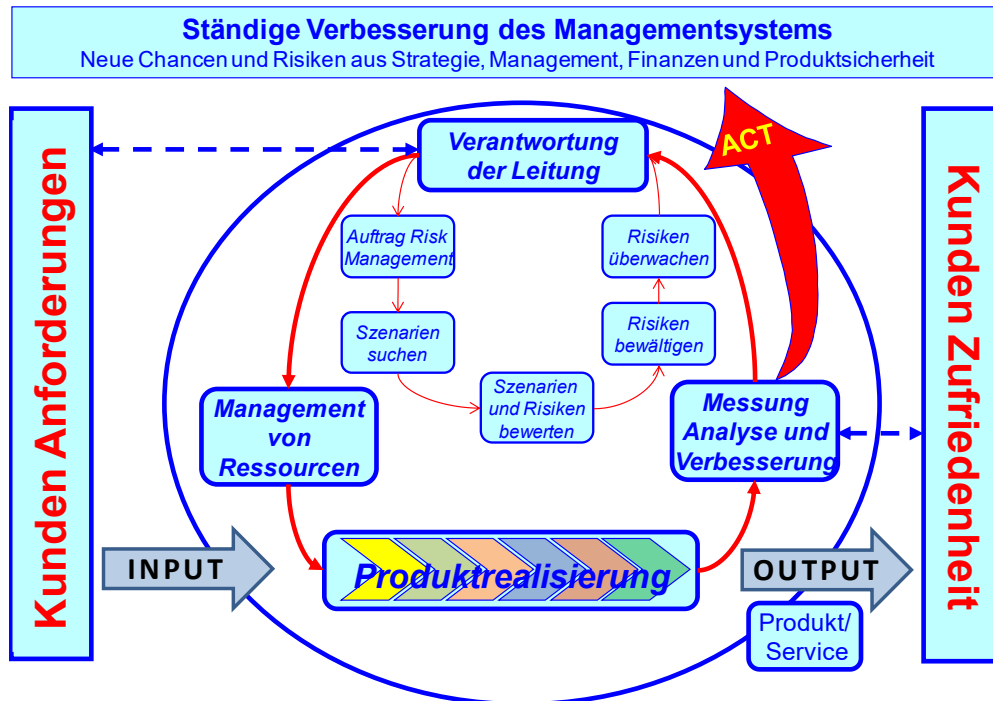 Ständige Verbesserung des Managementsystems
Neue Chancen und Risiken aus Strategie, Management, Finanzen und Produktsicherheit
Kunden Anforderungen
Verantwortung
der Leitung
ACT
Auftrag Risk
Management
Risiken
überwachen
Szenarien
suchen
Risiken
bewältigen
Szenarien
und Risiken
bewerten
Management
von
Ressourcen
Messung
Analyse und
Verbesserung
INPUT
Produktrealisierung
OUTPUT
Produkt/
Service
Kunden Zufriedenheit